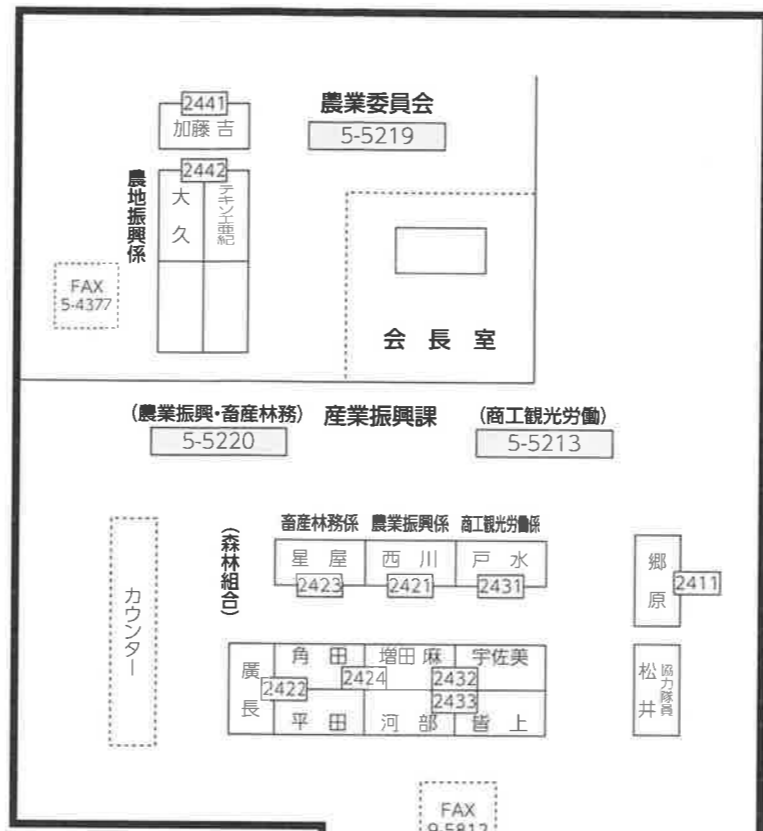 2441
加藤 吉
農業委員会
5-5219
2442
農地振興係
大久
テキン工亜紀
FAX
5-4377
会長室
(農業振興・畜産林務)
5-5220
産業振興課
(商工観光労働)
5-5213
カウンター
(森林組合)
畜産林務係 農業振興係 商工観光労働係
星屋 西川 戸水
2423 2421 2431
郷原
2411
廣長
角田 増田 麻 宇佐美
2422 2424 2432
2433
平田 河部 皆上
松井
協力隊員
FAX
9-5812